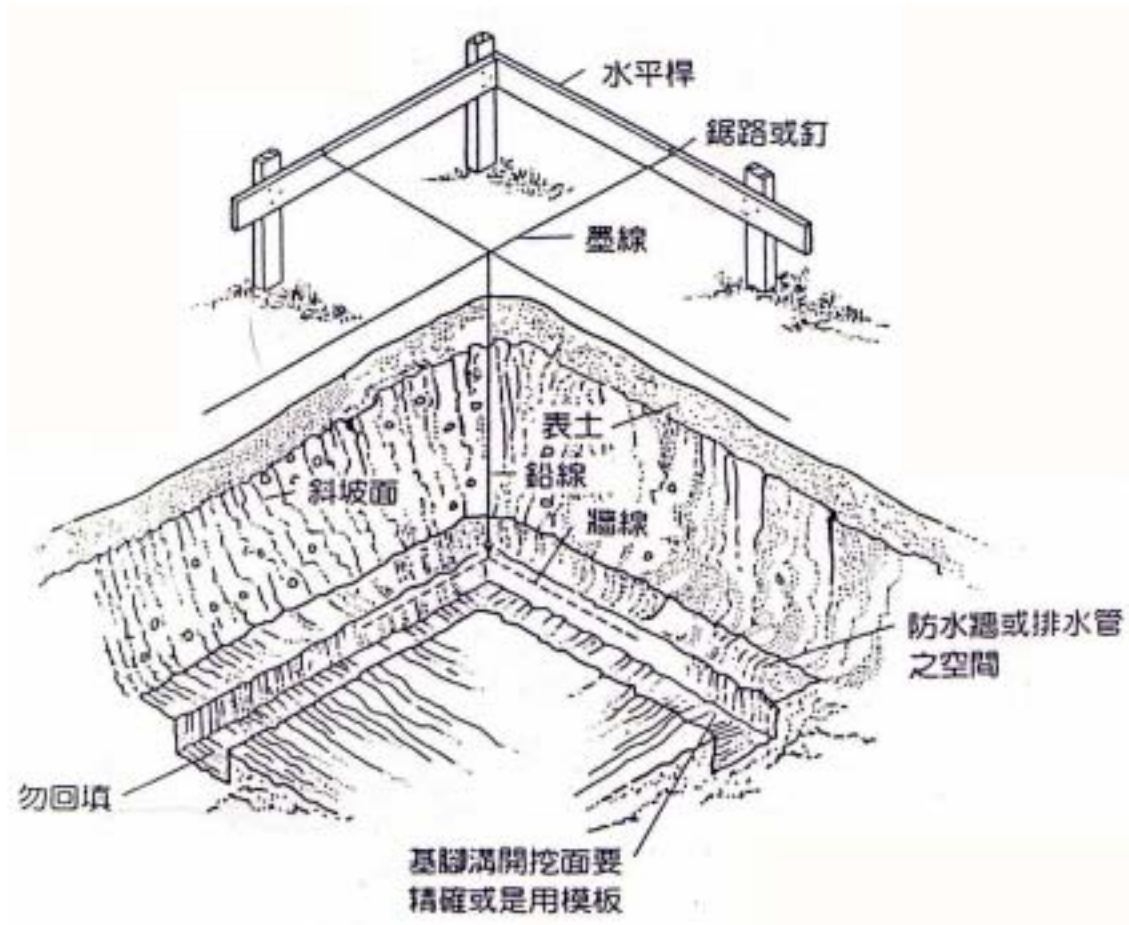 水平桿
鋸路或釘
墨線
表土
鉛線
斜坡面
牆線
防水牆或排水管
之空間
勿回填
基腳溝開挖面要
精確或是用模板